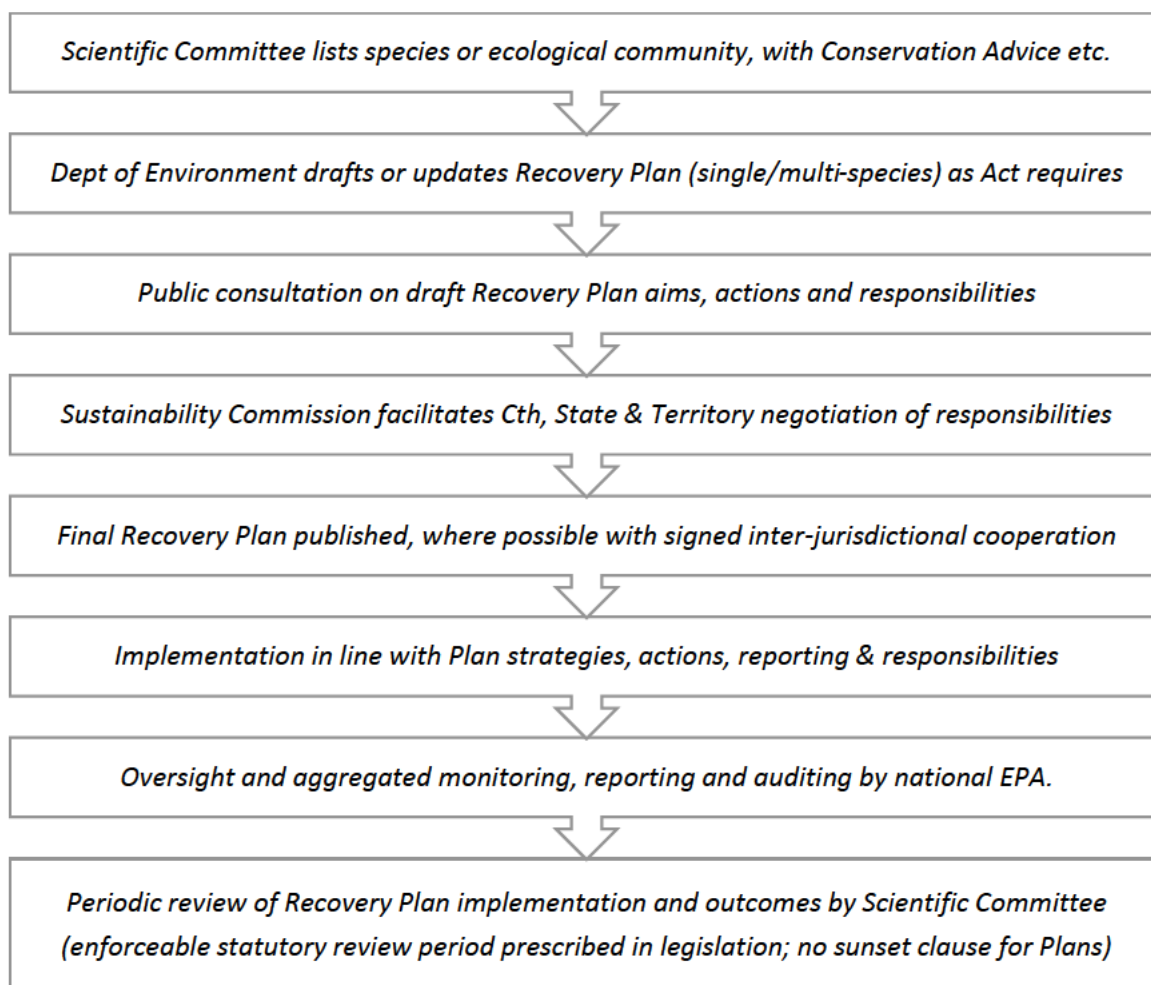 Scientific Committee lists species or ecological community, with Conservation Advice etc.
Dept of Environment drafts or updates Recovery Plan (single/multi-species) as Act requires
Public consultation on draft Recovery Plan aims, actions and responsibilities
Sustainability Commission facilitates Cth, State & Territory negotiation of responsibilities
Final Recovery Plan published, where possible with signed inter-jurisdictional cooperation
Implementation in line with Plan strategies, actions, reporting & responsibilities
Oversight and aggregated monitoring, reporting and auditing by national EPA.
Periodic review of Recovery Plan implementation and outcomes by Scientific Committee
(enforceable statutory review period prescribed in legislation; no sunset clause for Plans)